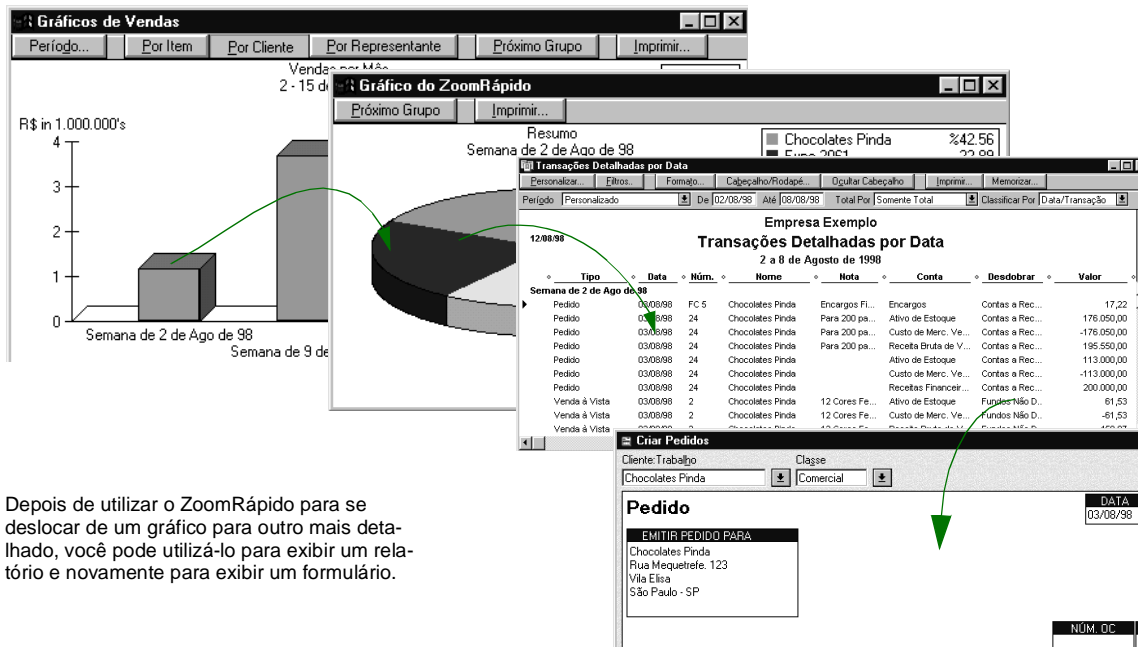 Gráficos de Vendas
Período... Por Item Por Cliente Por Representante Próximo Grupo Imprimir...
Vendas por Mês
2 - 15 d
R$ in 1.000.000's
4
3
2
1
0
Semana de 2 de Ago de 98
Semana de 9 de
Gráfico do ZoomRápido
Próximo Grupo Imprimir...
Resumo
Semana de 2 de Ago de 98
Chocolates Pinda %42.56
Transações Detalhadas por Data
Personalizar... Filtros.. Formato... Cabeçalho/Rodapé... Ocultar Cabeçalho Imprimir... Memorizar...
Período Personalizado De 02/08/98 Até 08/08/98 Total Por Somente Total Classificar Por Data/Transação
Empresa Exemplo
12/08/98 Transações Detalhadas por Data
2 a 8 de Agosto de 1998
Tipo Data Núm. Nome Nota Conta Desdobrar Valor
Semana de 2 de Ago de 98
Pedido 03/08/98 FC 5 Chocolates Pinda Encargos Fi... Encargos Contas a Rec... 17,22
Pedido 03/08/98 24 Chocolates Pinda Para 200 pa... Ativo de Estoque Contas a Rec... 176.050,00
Pedido 03/08/98 24 Chocolates Pinda Para 200 pa... Custo de Merc. Ve... Contas a Rec... -176.050,00
Pedido 03/08/98 24 Chocolates Pinda Para 200 pa... Receita Bruta de V... Contas a Rec... 195.550,00
Pedido 03/08/98 24 Chocolates Pinda Ativo de Estoque Contas a Rec... 113.000,00
Pedido 03/08/98 24 Chocolates Pinda Custo de Merc. Ve... Contas a Rec... -113.000,00
Pedido 03/08/98 24 Chocolates Pinda Receitas Financeir... Contas a Rec... 200.000,00
Venda à Vista 03/08/98 2 Chocolates Pinda 12 Cores Fe... Ativo de Estoque Fundos Não D.. 61,53
Venda à Vista 03/08/98 2 Chocolates Pinda 12 Cores Fe... Custo de Merc. Ve... Fundos Não D.. -61,53
Venda à Vista
Criar Pedidos
Cliente:Trabalho Classe
Chocolates Pinda Comercial
Pedido
DATA
03/08/98
EMITIR PEDIDO PARA
Chocolates Pinda
Rua Mequetrefe. 123
Vila Elisa
São Paulo - SP
NÚM. OC
Depois de utilizar o ZoomRápido para se
deslocar de um gráfico para outro mais deta-
lhado, você pode utilizá-lo para exibir um rela-
tório e novamente para exibir um formulário.